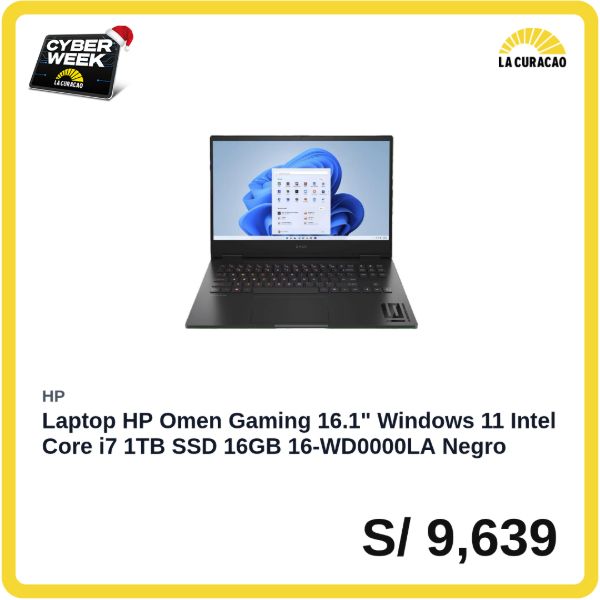 CYBER
WEEK
LA CURACAO
LA CURACAO
HP
Laptop HP Omen Gaming 16.1" Windows 11 Intel
Core i7 1TB SSD 16GB 16-WD0000LA Negro
S/ 9,639